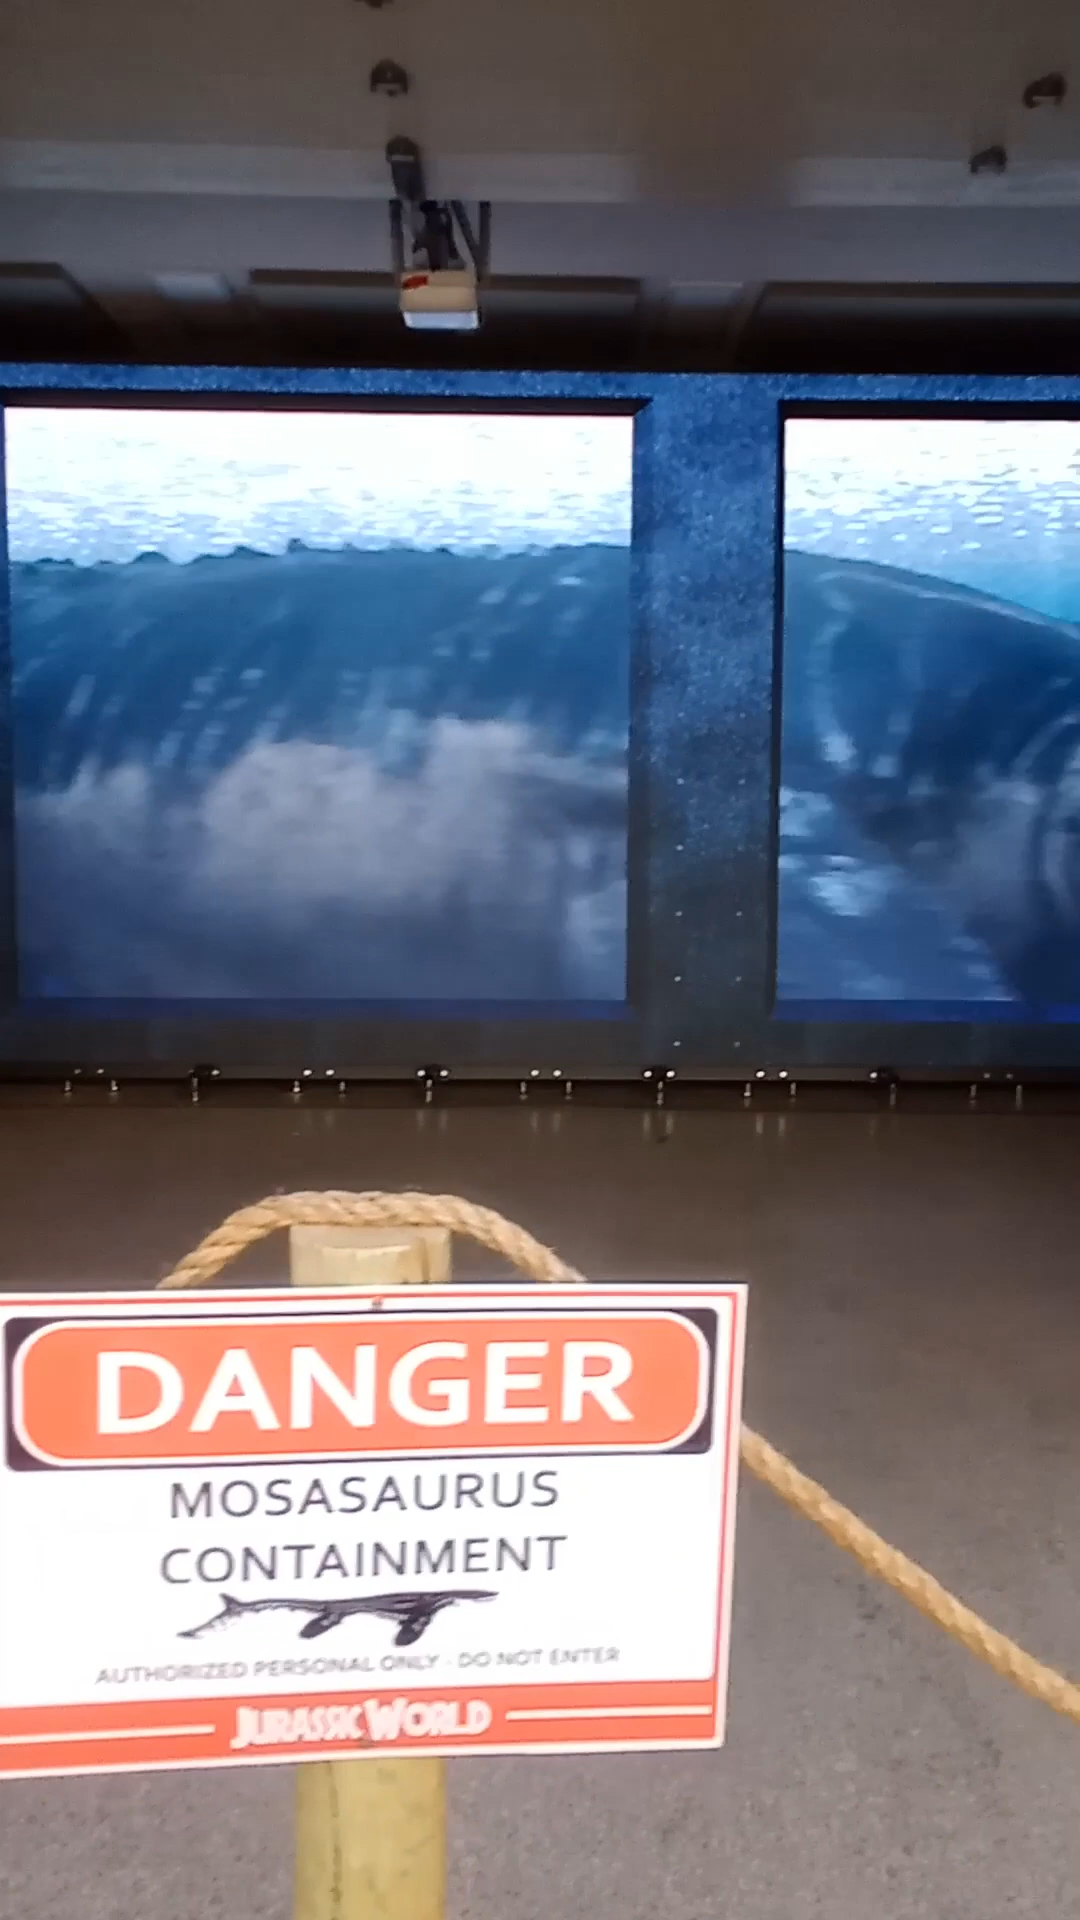 DANGER
MOSASAURUS
CONTAINMENT
AUTHORIZED PERSONAL ONLY - DO NOT ENTER
JURASSIC WORLD